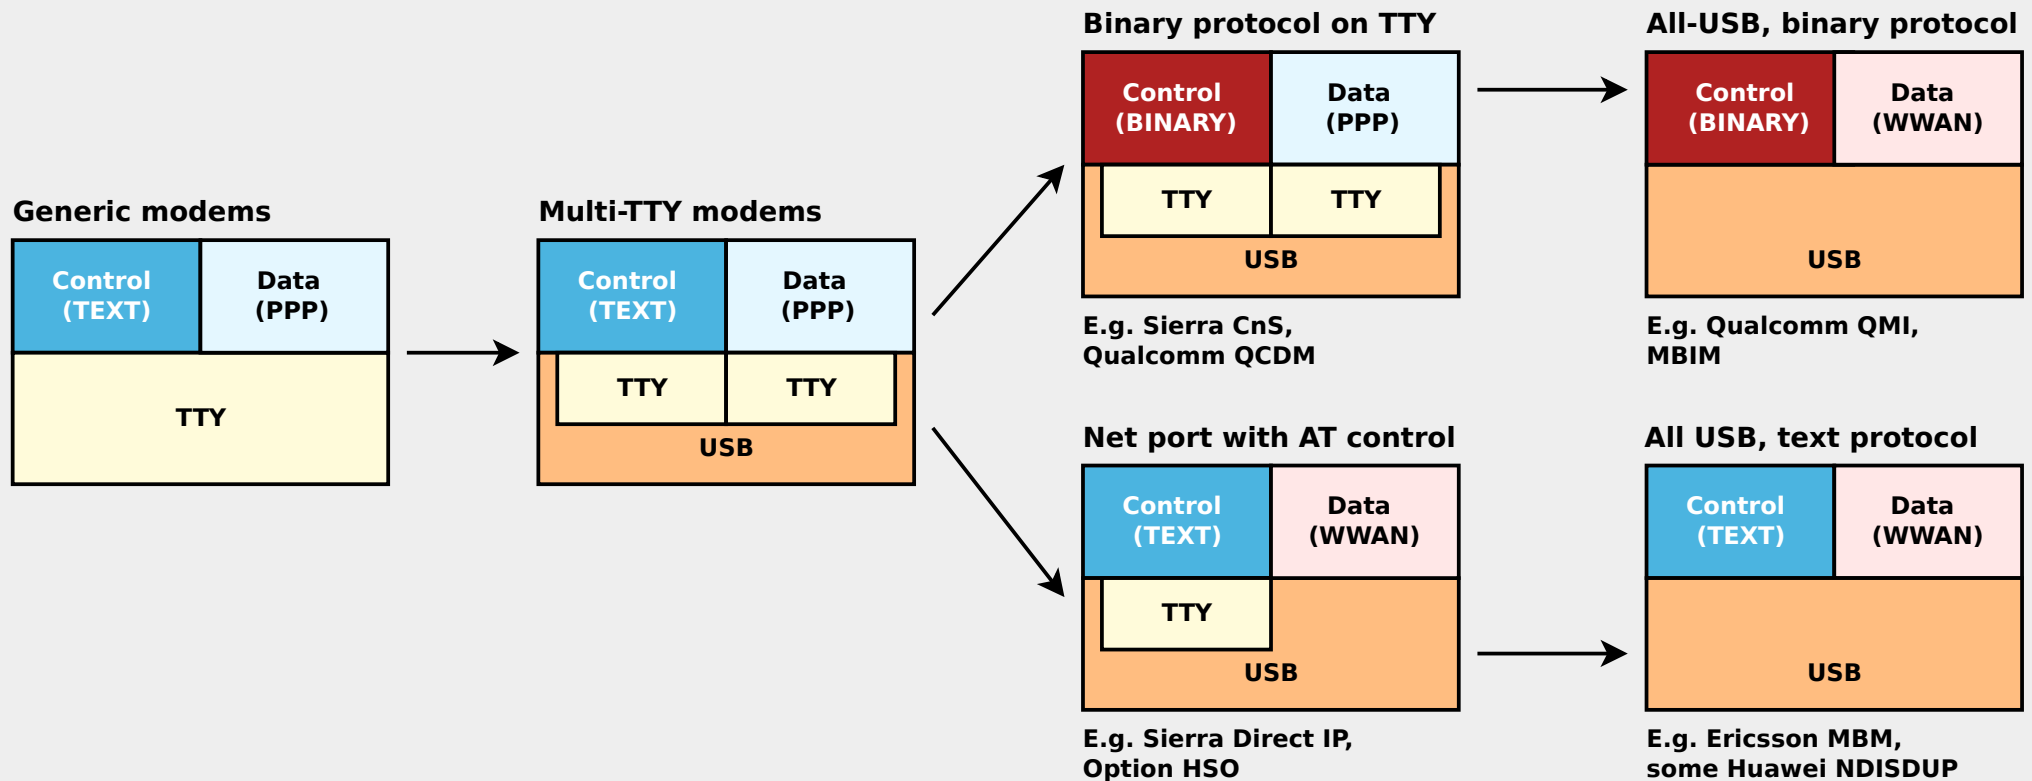 Generic modems
Control
(TEXT)
Data
(PPP)
TTY
Multi-TTY modems
Control
(TEXT)
Data
(PPP)
TTY
TTY
USB
Binary protocol on TTY
Control
(BINARY)
Data
(PPP)
TTY
TTY
USB
E.g. Sierra CnS,
Qualcomm QCDM
All-USB, binary protocol
Control
(BINARY)
Data
(WWAN)
USB
E.g. Qualcomm QMI,
MBIM
Net port with AT control
Control
(TEXT)
Data
(WWAN)
TTY
USB
E.g. Sierra Direct IP,
Option HSO
All USB, text protocol
Control
(TEXT)
Data
(WWAN)
USB
E.g. Ericsson MBM,
some Huawei NDISDUP